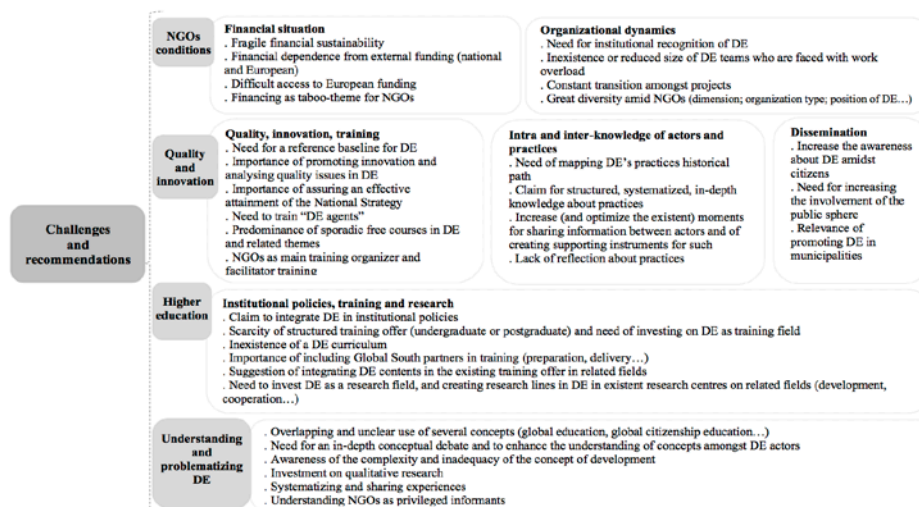 Challenges
and
recommendations
NGOs
conditions
Financial situation
. Fragile financial sustainability
. Financial dependence from external funding (national
and European)
. Difficult access to European funding
. Financing as taboo-theme for NGOs
Organizational dynamics
. Need for institutional recognition of DE
. Inexistence or reduced size of DE teams who are faced with work
overload
. Constant transition amongst projects
. Great diversity amid NGOs (dimension; organization type; position of DE…)
Quality
and
innovation
Quality, innovation, training
. Need for a reference baseline for DE
. Importance of promoting innovation and
analysing quality issues in DE
. Importance of assuring an effective
attainment of the National Strategy
. Need to train “DE agents”
. Predominance of sporadic free courses in DE
and related themes
. NGOs as main training organizer and
facilitator training
Intra and inter-knowledge of actors and
practices
. Need of mapping DE’s practices historical
path
. Claim for structured, systematized, in-depth
knowledge about practices
. Increase (and optimize the existent) moments
for sharing information between actors and of
creating supporting instruments for such
. Lack of reflection about practices
Dissemination
. Increase the awareness
about DE amidst
citizens
. Need for increasing
the involvement of the
public sphere
. Relevance of
promoting DE in
municipalities
Higher
education
Institutional policies, training and research
. Claim to integrate DE in institutional policies
. Scarcity of structured training offer (undergraduate or postgraduate) and need of investing on DE as training field
. Inexistence of a DE curriculum
. Importance of including Global South partners in training (preparation, delivery…)
. Suggestion of integrating DE contents in the existing training offer in related fields
. Need to invest DE as a research field, and creating research lines in DE in existent research centres on related fields (development,
cooperation…)
Understanding
and
problematizing
DE
. Overlapping and unclear use of several concepts (global education, global citizenship education…)
. Need for an in-depth conceptual debate and to enhance the understanding of concepts amongst DE actors
. Awareness of the complexity and inadequacy of the concept of development
. Investment on qualitative research
. Systematizing and sharing experiences
. Understanding NGOs as privileged informants